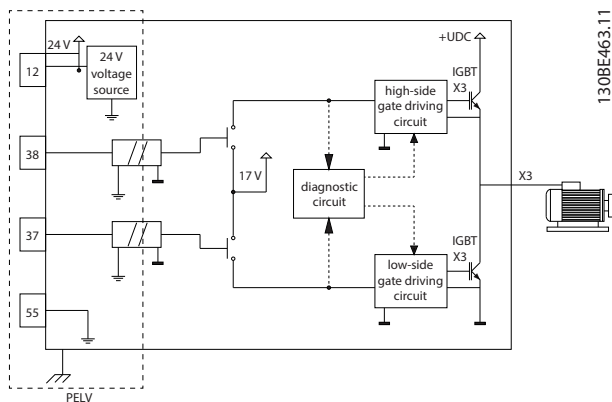 130BE463.11
+UDC
24 V
12
24 V
voltage
source
high-side
gate driving
circuit
IGBT
X3
38
17 V
diagnostic
circuit
X3
37
low-side
gate driving
circuit
IGBT
X3
55
PELV